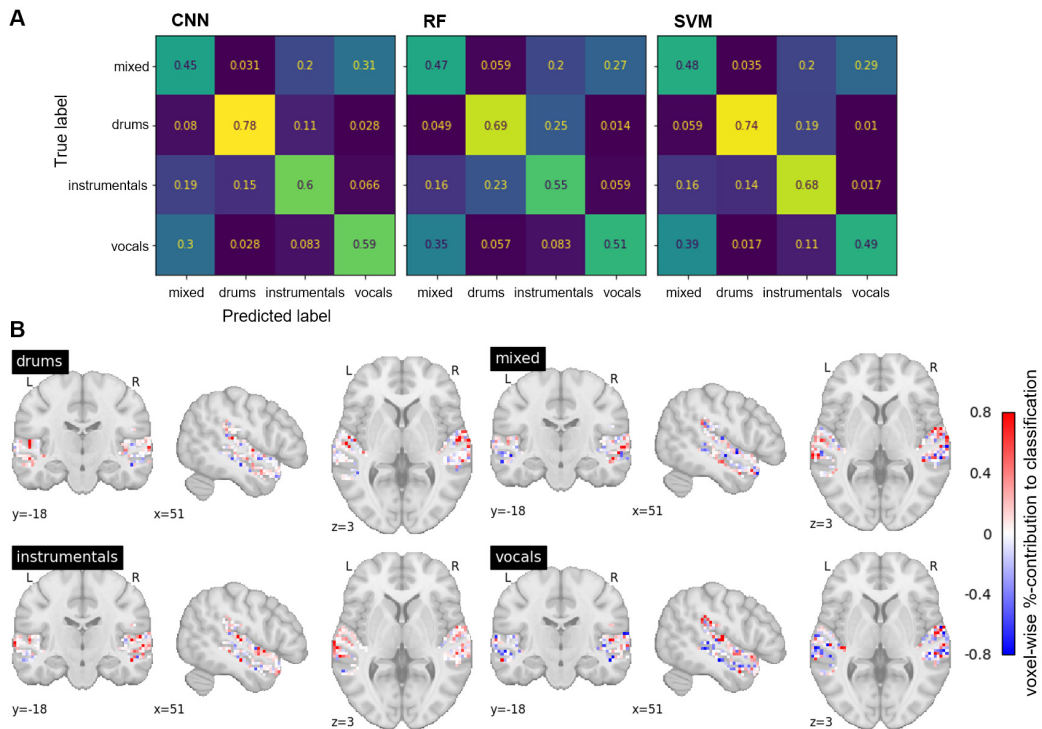 A
CNN RF SVM
True label
mixed 0.45 0.031 0.2 0.31 0.47 0.059 0.2 0.27 0.48 0.035 0.2 0.29
drums 0.08 0.78 0.11 0.028 0.049 0.69 0.25 0.014 0.059 0.74 0.19 0.01
instrumentals 0.19 0.15 0.6 0.066 0.16 0.23 0.55 0.059 0.16 0.14 0.68 0.017
vocals 0.3 0.028 0.083 0.59 0.35 0.057 0.083 0.51 0.39 0.017 0.11 0.49
mixed drums instrumentals vocals mixed drums instrumentals vocals mixed drums instrumentals vocals
Predicted label
B
drums
L R L R
y=-18 x=51 z=3
mixed
L R L R
y=-18 x=51 z=3
instrumentals
L R L R
y=-18 x=51 z=3
vocals
L R L R
y=-18 x=51 z=3
0.8
0.4
0
-0.4
-0.8
voxel-wise %-contribution to classification